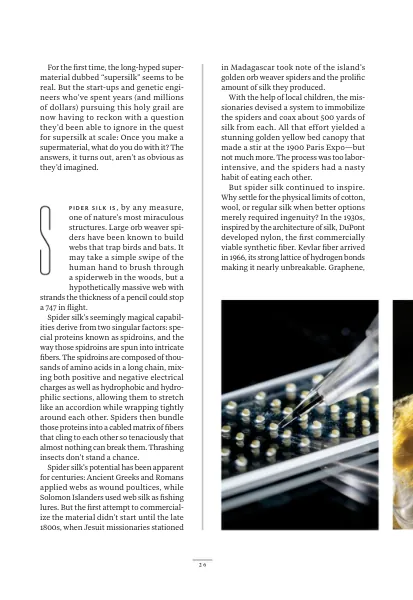 For the first time, the long-hyped super-
material dubbed “supersilk” seems to be
real. But the start-ups and genetic engi-
neers who’ve spent years (and millions
of dollars) pursuing this holy grail are
now having to reckon with a question
they’d been able to ignore in the quest
for supersilk at scale: Once you make a
supermaterial, what do you do with it? The
answers, it turns out, aren’t as obvious as
they’d imagined.
SPIDER SILK IS, by any measure,
one of nature’s most miraculous
structures. Large orb weaver spi-
ders have been known to build
webs that trap birds and bats. It
may take a simple swipe of the
human hand to brush through
a spiderweb in the woods, but a
hypothetically massive web with
strands the thickness of a pencil could stop
a 747 in flight.
Spider silk’s seemingly magical capabil-
ities derive from two singular factors: spe-
cial proteins known as spidroins, and the
way those spidroins are spun into intricate
fibers. The spidroins are composed of thou-
sands of amino acids in a long chain, mix-
ing both positive and negative electrical
charges as well as hydrophobic and hydro-
philic sections, allowing them to stretch
like an accordion while wrapping tightly
around each other. Spiders then bundle
those proteins into a cabled matrix of fibers
that cling to each other so tenaciously that
almost nothing can break them. Thrashing
insects don’t stand a chance.
Spider silk’s potential has been apparent
for centuries: Ancient Greeks and Romans
applied webs as wound poultices, while
Solomon Islanders used web silk as fishing
lures. But the first attempt to commercial-
ize the material didn’t start until the late
1800s, when Jesuit missionaries stationed
in Madagascar took note of the island’s
golden orb weaver spiders and the prolific
amount of silk they produced.
With the help of local children, the mis-
sionaries devised a system to immobilize
the spiders and coax about 500 yards of
silk from each. All that effort yielded a
stunning golden yellow bed canopy that
made a stir at the 1900 Paris Expo—but
not much more. The process was too labor-
intensive, and the spiders had a nasty
habit of eating each other.
But spider silk continued to inspire.
Why settle for the physical limits of cotton,
wool, or regular silk when better options
merely required ingenuity? In the 1930s,
inspired by the architecture of silk, DuPont
developed nylon, the first commercially
viable synthetic fiber. Kevlar fiber arrived
in 1966, its strong lattice of hydrogen bonds
making it nearly unbreakable. Graphene,
36